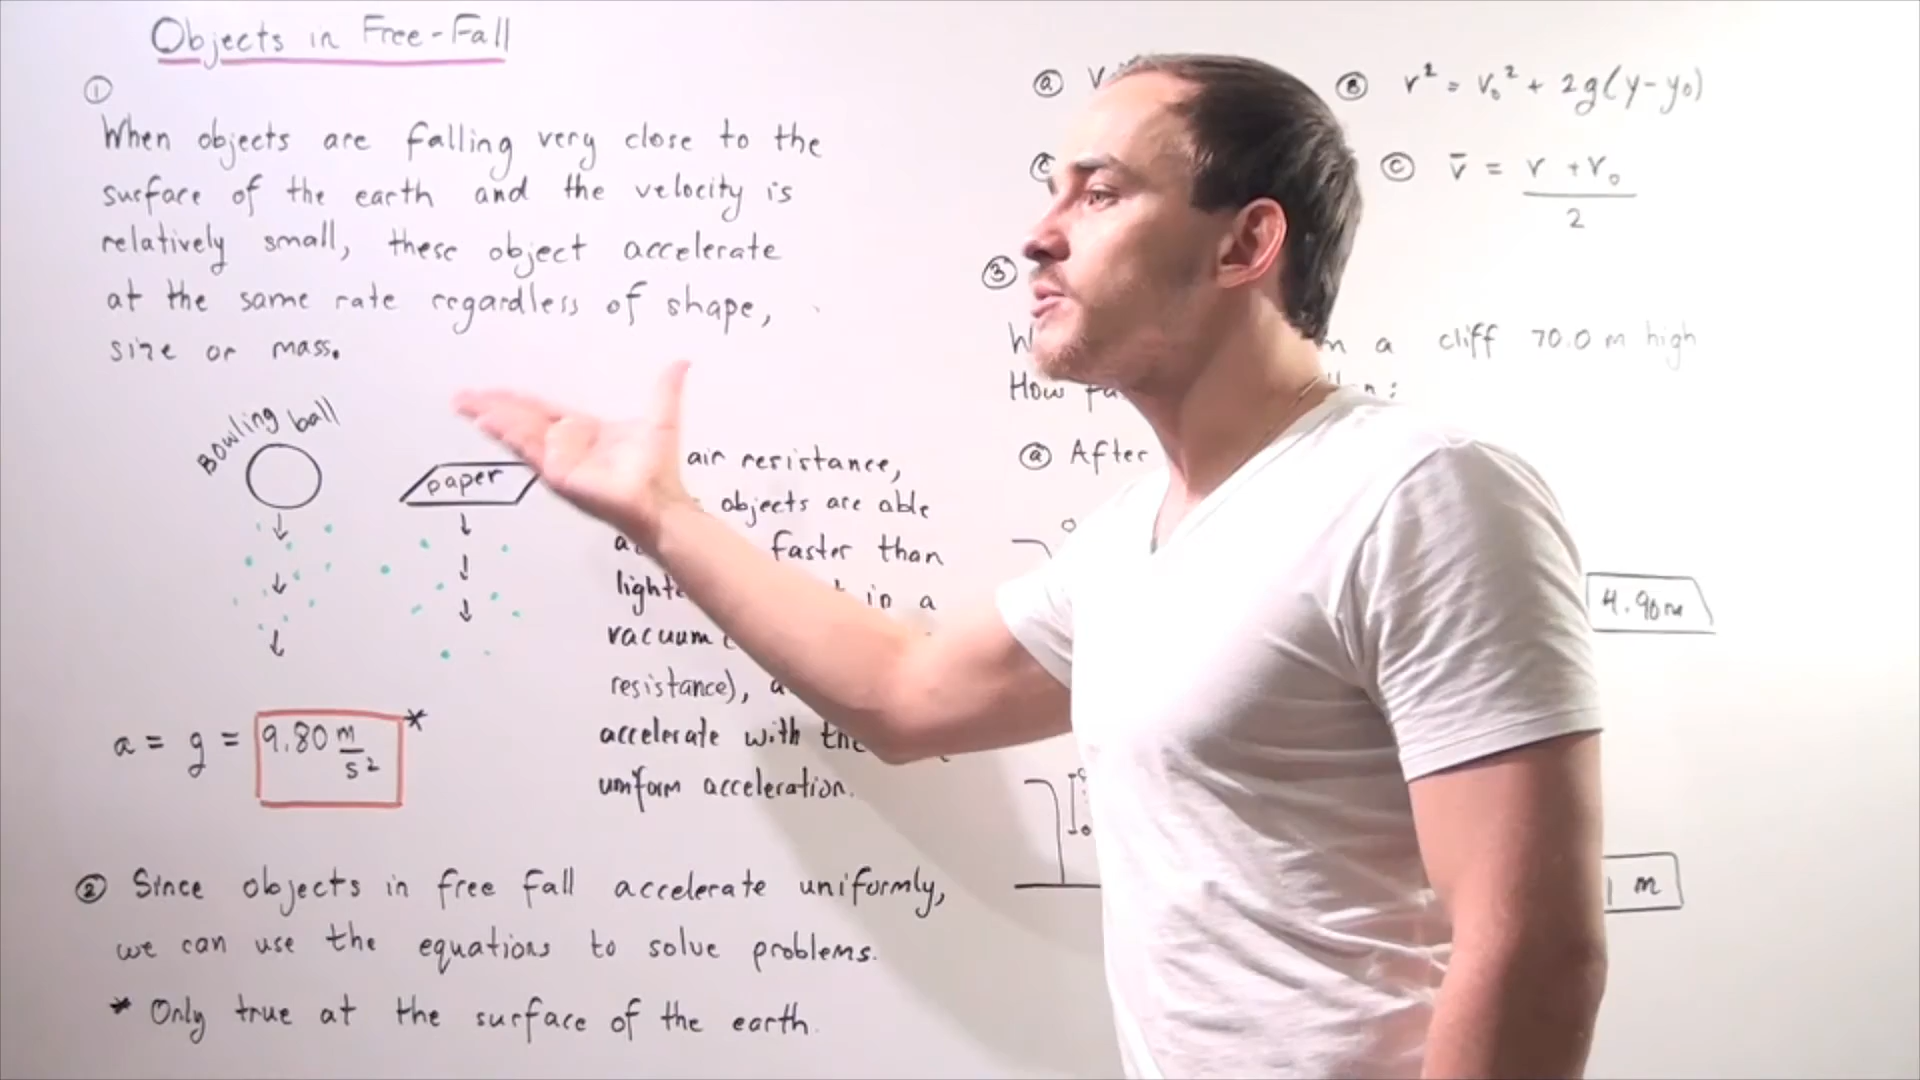 Objects in Free-Fall
①
When objects are falling very close to the
surface of the earth and the velocity is
relatively small, these object accelerate
at the same rate regardless of shape,
size or mass.
Bowling ball
paper
air resistance,
objects are able
faster than
in a
vacuum
resistance),
accelerate with the
uniform acceleration.
a = g = 9.80 m/s² *
② Since objects in free fall accelerate uniformly,
we can use the equations to solve problems.
* Only true at the surface of the earth.
ⓐ V
Ⓑ v² = v₀² + 2g(y-y₀)
ⓒ
ⓒ v̄ = v + v₀
2
③
a cliff 70.0 m high
How
ⓐ After
4.90m
m